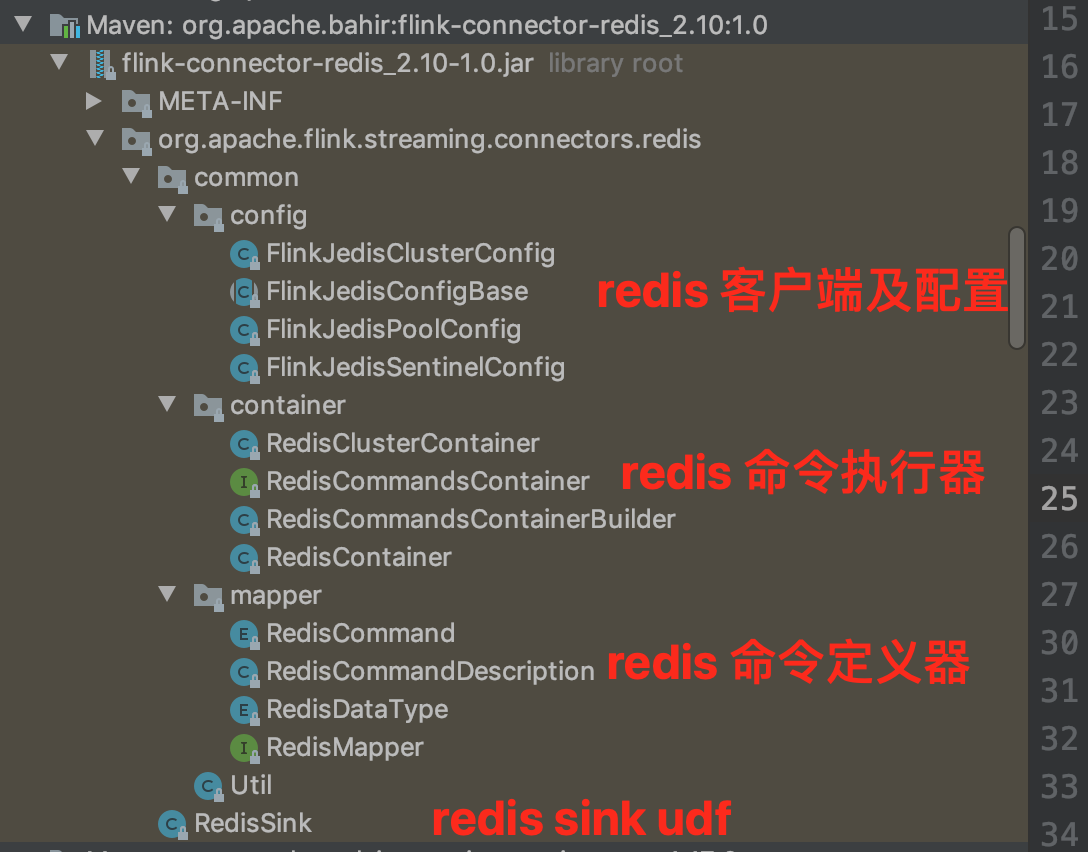 Maven: org.apache.bahir:flink-connector-redis_2.10:1.0
15
flink-connector-redis_2.10-1.0.jar library root
16
META-INF
17
org.apache.flink.streaming.connectors.redis
18
common
19
config
FlinkJedisClusterConfig
20
FlinkJedisConfigBase
redis 客户端及配置
21
FlinkJedisPoolConfig
22
FlinkJedisSentinelConfig
23
container
RedisClusterContainer
24
RedisCommandsContainer
redis 命令执行器
25
RedisCommandsContainerBuilder
26
RedisContainer
27
mapper
30
RedisCommand
RedisCommandDescription
redis 命令定义器
31
RedisDataType
32
RedisMapper
33
Util
RedisSink
redis sink udf
34